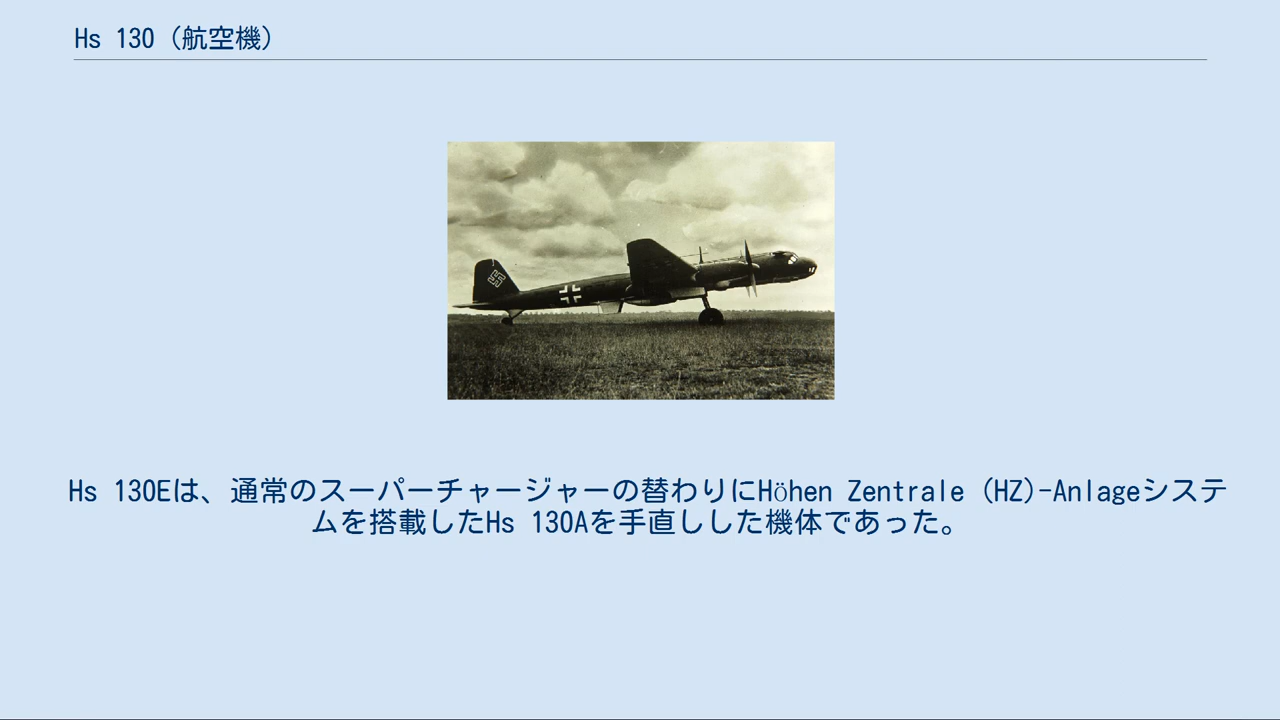 Hs 130（航空機）
Hs 130Eは、通常のスーパーチャージャーの替わりにHöhen Zentrale (HZ)-Anlageシステ
ムを搭載したHs 130Aを手直しした機体であった。